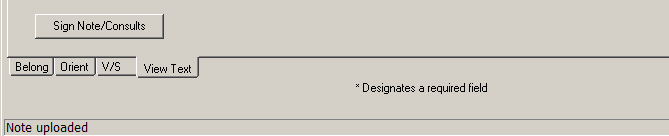 Sign Note/Consults
Belong Orient V/S View Text
* Designates a required field
Note uploaded